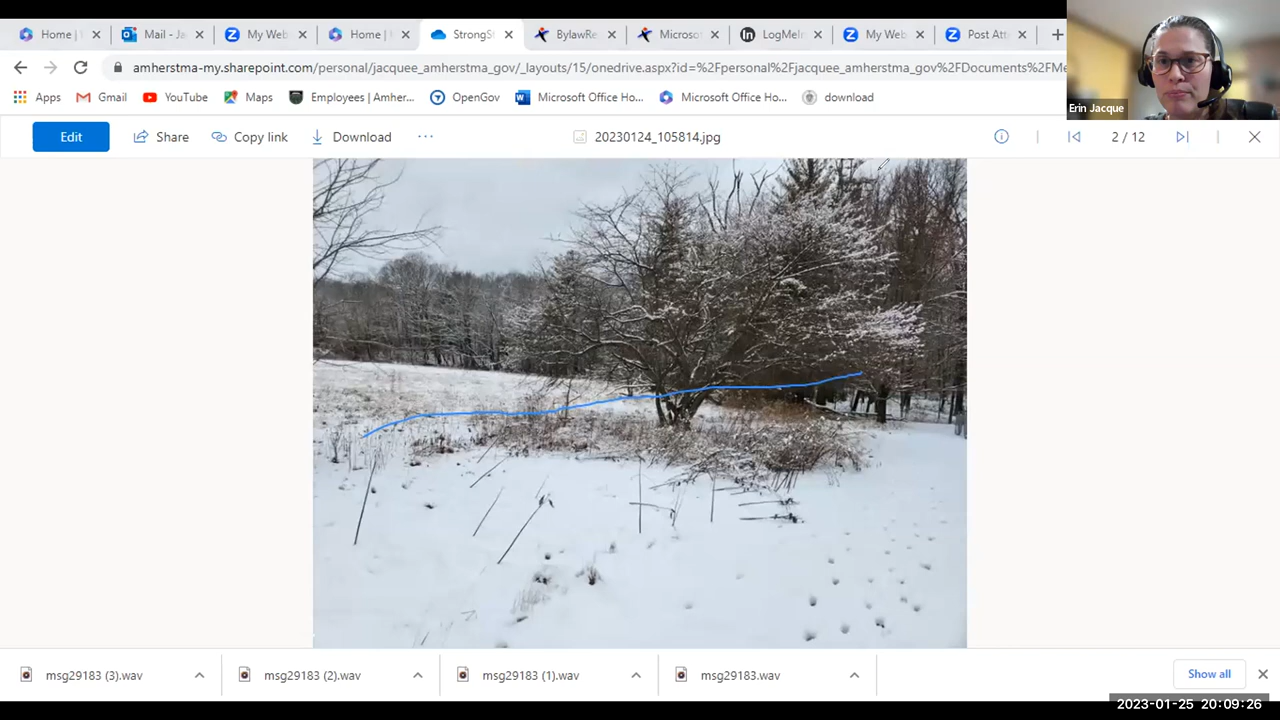 Home |
Mail - Ja
My Web
Home |
StrongS
BylawRe
Microso
LogMeIn
My Web
Post Att
amherstma-my.sharepoint.com/personal/jacquee_amherstma_gov/_layouts/15/onedrive.aspx?id=%2Fpersonal%2Fjacquee_amherstma_gov%2FDocuments%2FMe
Apps
Gmail
YouTube
Maps
Employees | Amher...
OpenGov
Microsoft Office Ho...
Microsoft Office Ho...
download
Erin Jacque
Edit
Share
Copy link
Download
20230124_105814.jpg
2 / 12
msg29183 (3).wav
msg29183 (2).wav
msg29183 (1).wav
msg29183.wav
Show all
2023-01-25 20:09:26